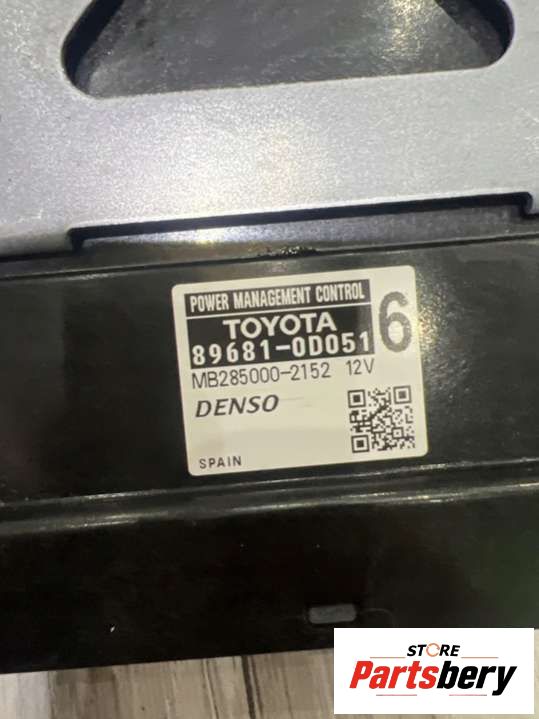 POWER MANAGEMENT CONTROL
TOYOTA
89681-0D051
6
MB285000-2152 12V
DENSO
SPAIN
STORE
Partsbery